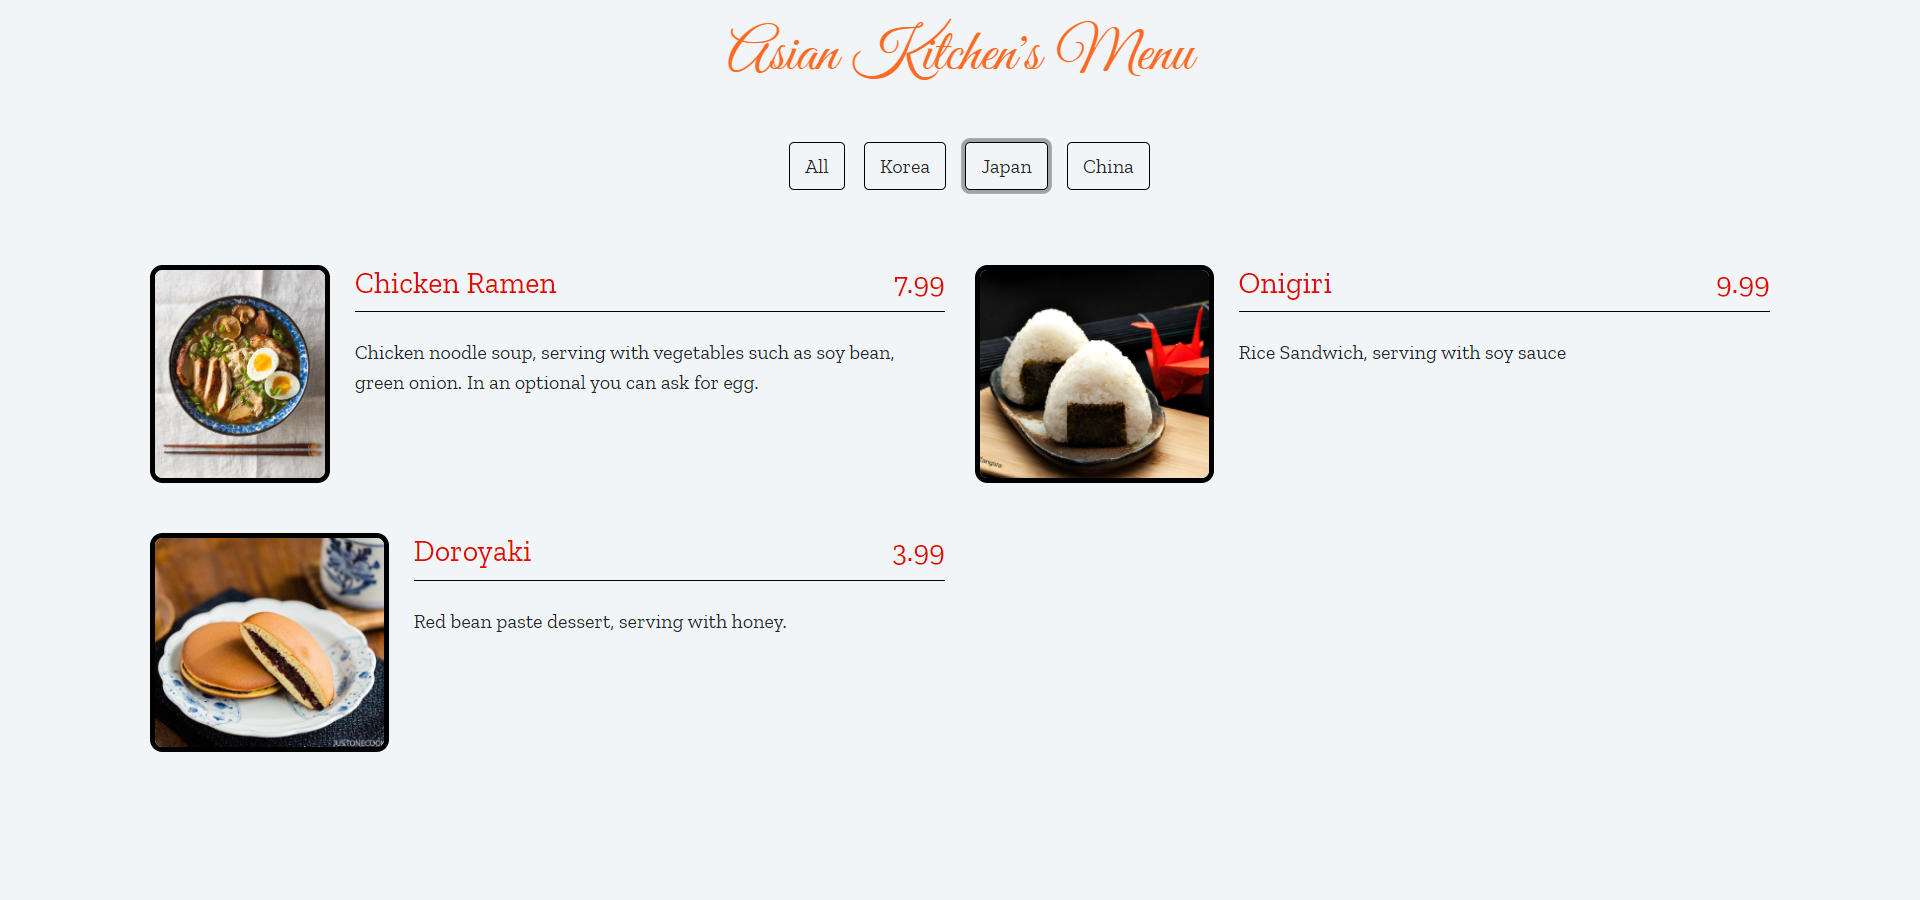 Asian Kitchen's Menu
All
Korea
Japan
China
Chicken Ramen
7.99
Chicken noodle soup, serving with vegetables such as soy bean,
green onion. In an optional you can ask for egg.
Onigiri
9.99
Rice Sandwich, serving with soy sauce
Doroyaki
3.99
Red bean paste dessert, serving with honey.